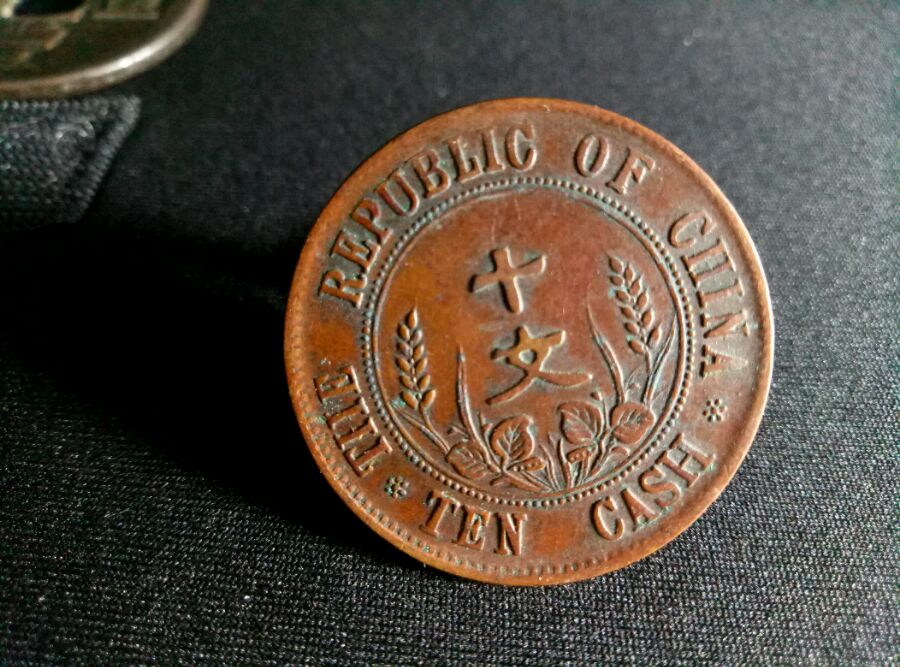 THE REPUBLIC OF CHINA
十
文
TEN CASH